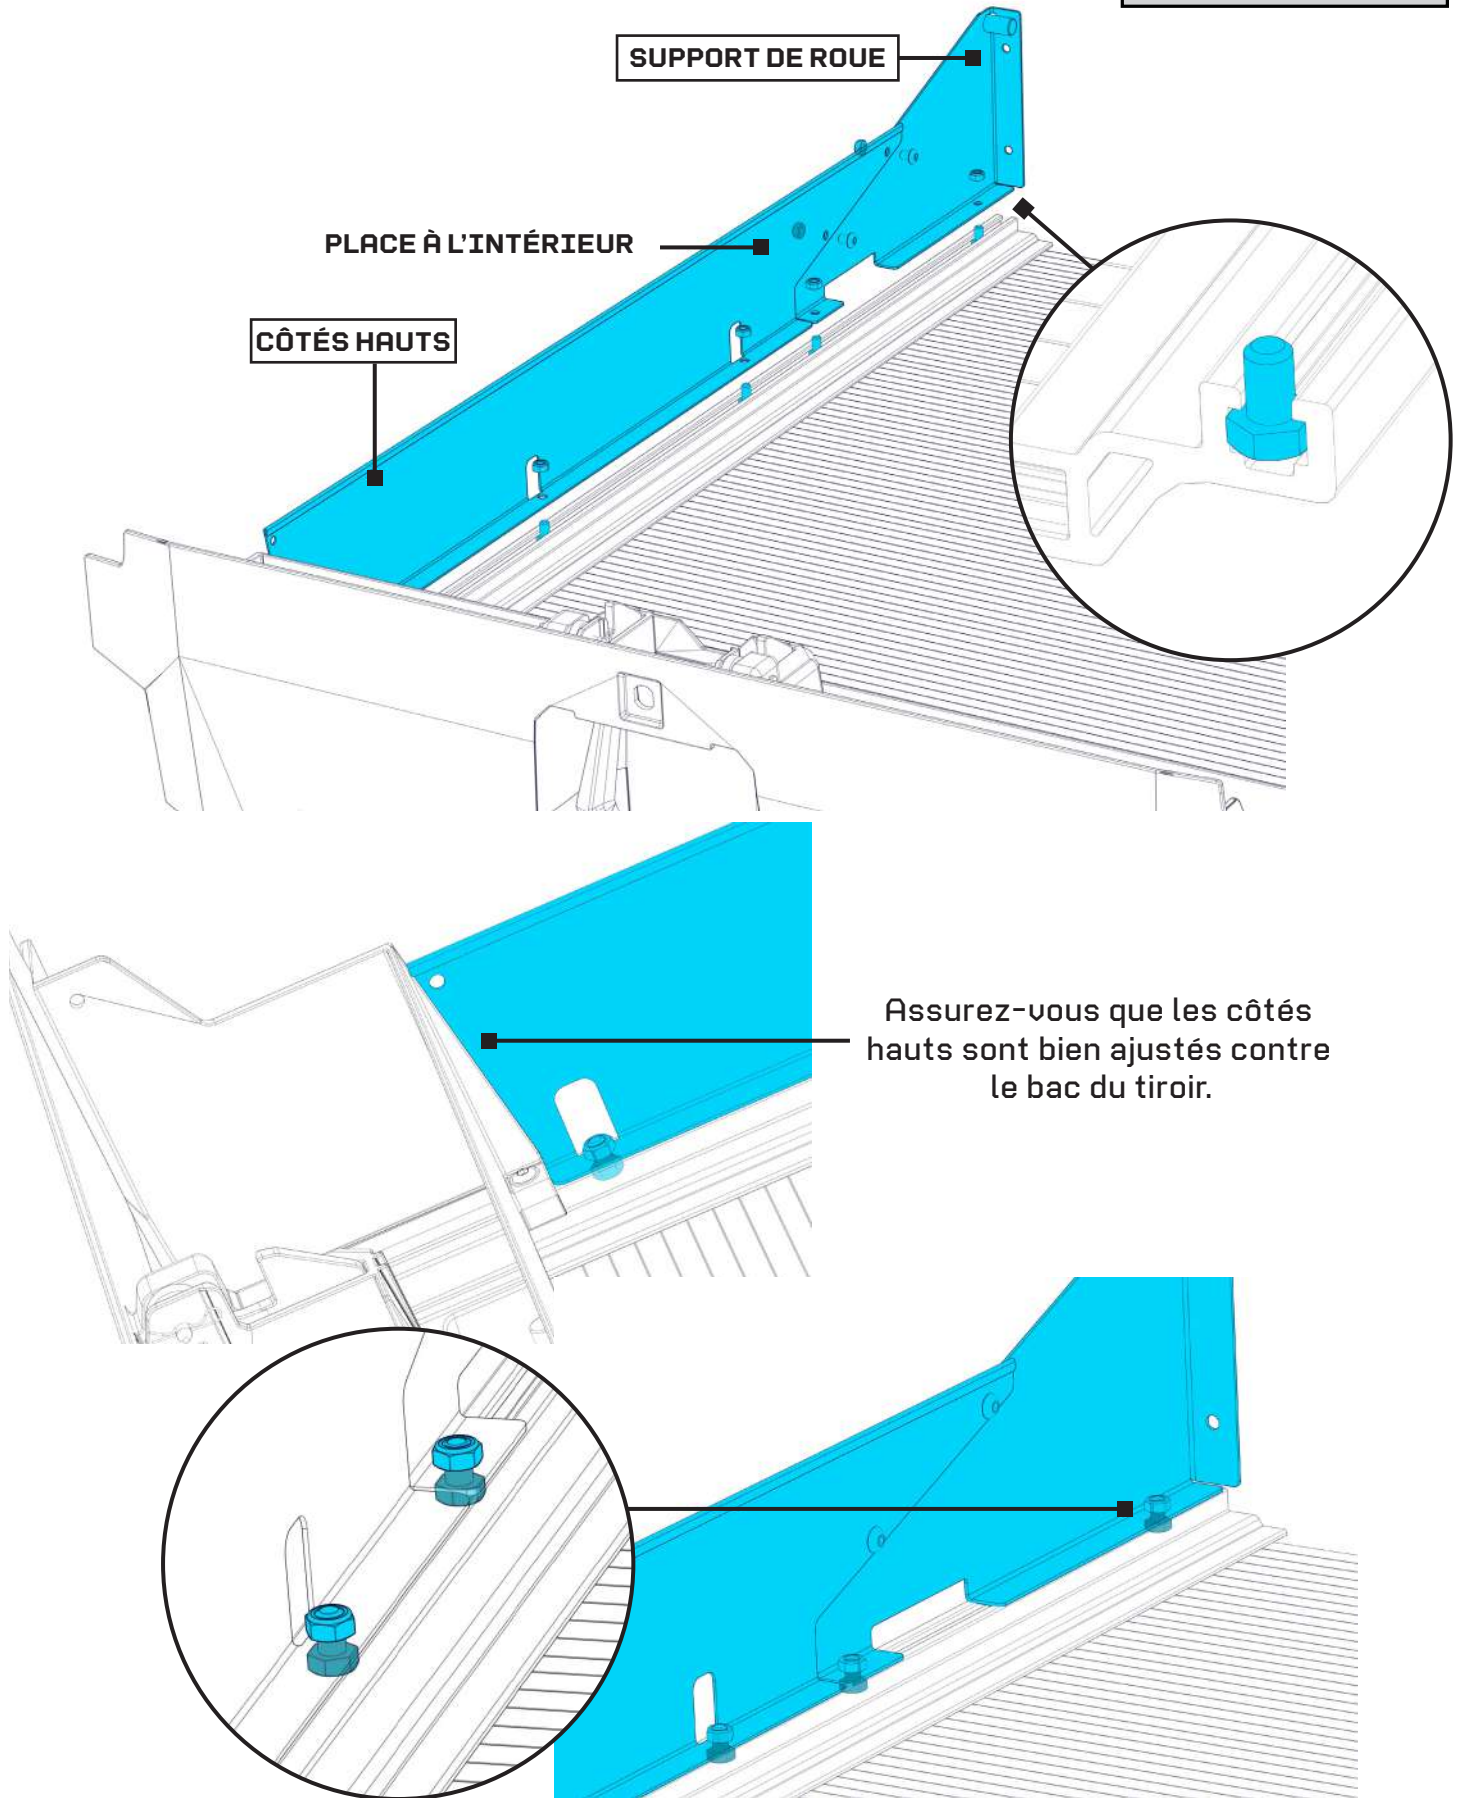 SUPPORT DE ROUE
PLACE À L'INTÉRIEUR
CÔTÉS HAUTS
Assurez-vous que les côtés
hauts sont bien ajustés contre
le bac du tiroir.